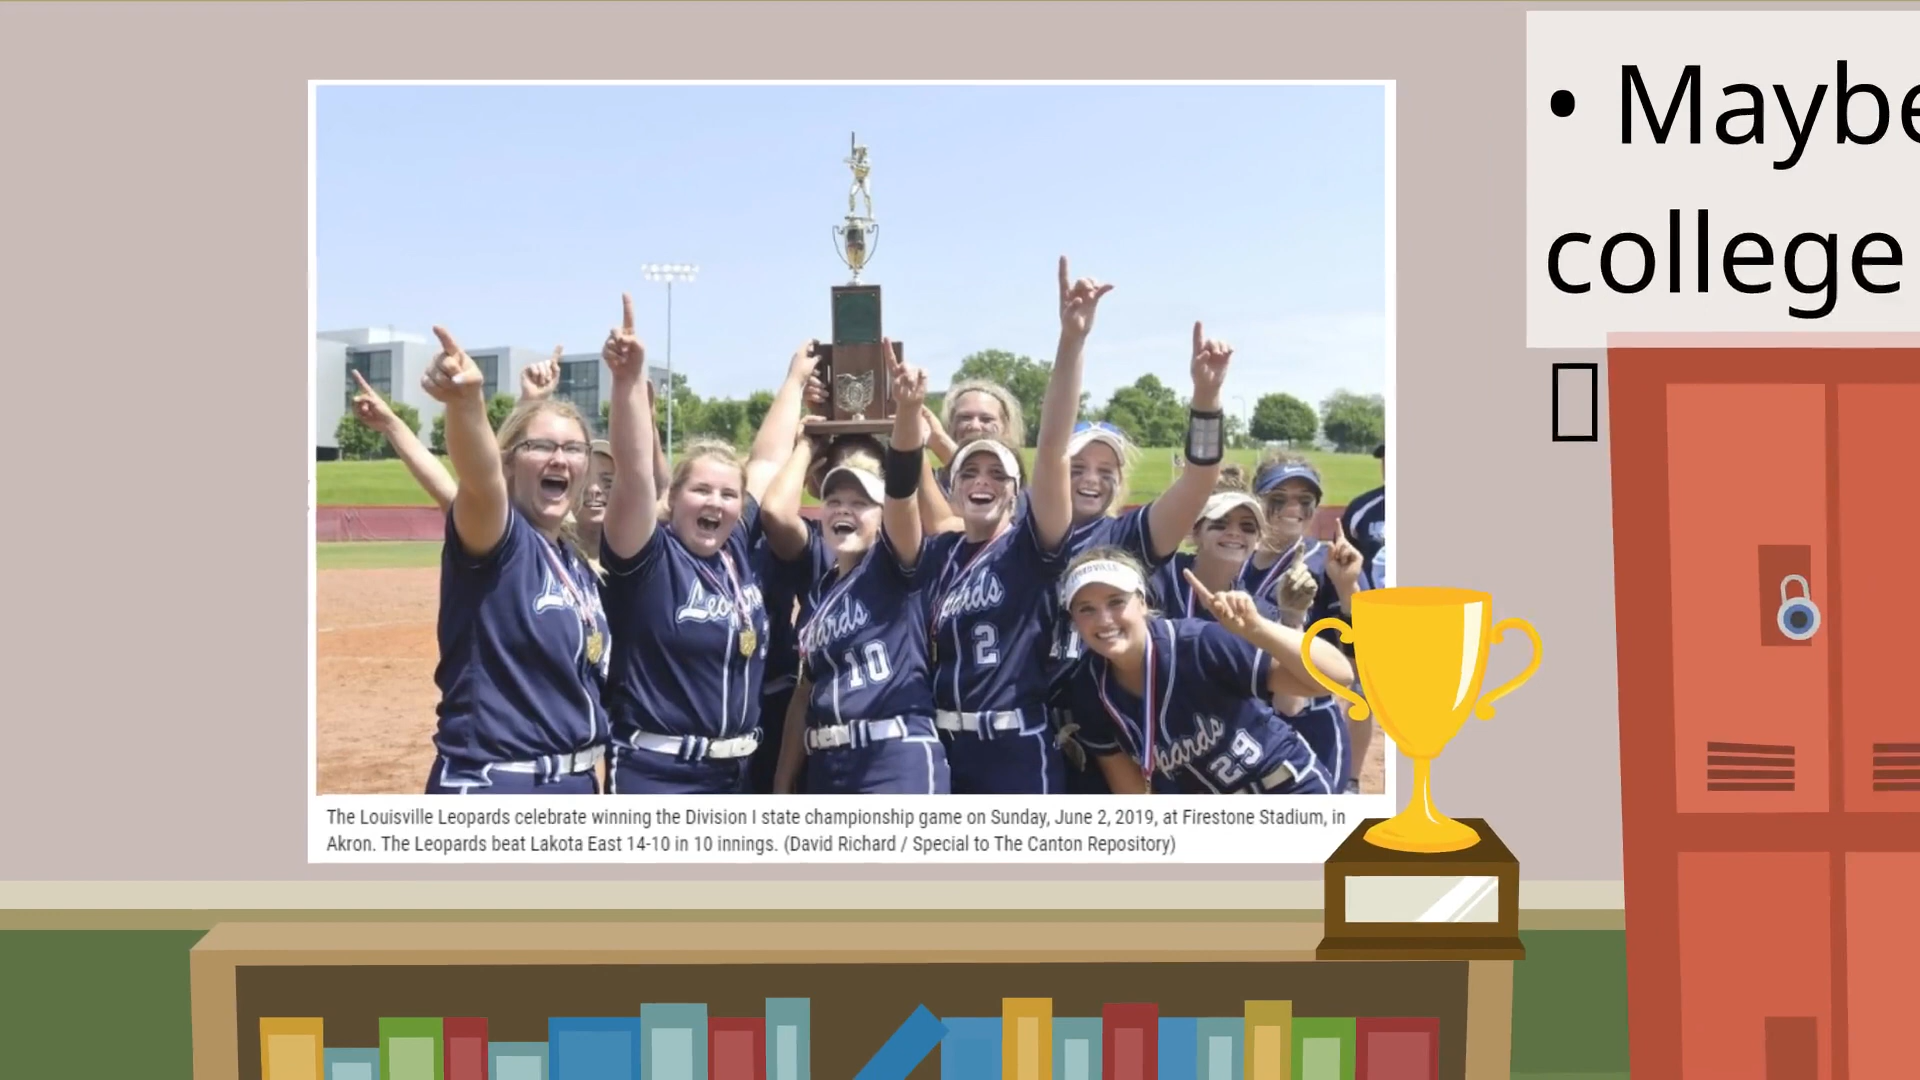 • Maybe
college
Leopards
10
2
29
The Louisville Leopards celebrate winning the Division I state championship game on Sunday, June 2, 2019, at Firestone Stadium, in
Akron. The Leopards beat Lakota East 14-10 in 10 innings. (David Richard / Special to The Canton Repository)